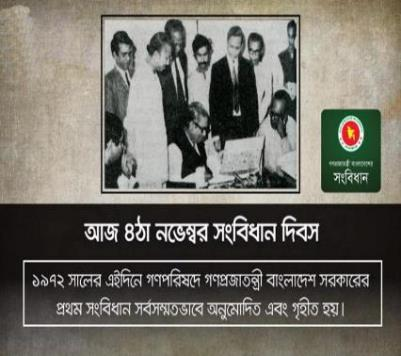 গণপ্রজাতন্ত্রী বাংলাদেশের
সংবিধান
আজ ৪ঠা নভেম্বর সংবিধান দিবস
১৯৭২ সালের এইদিনে গণপরিষদে গণপ্রজাতন্ত্রী বাংলাদেশ সরকারের
প্রথম সংবিধান সর্বসম্মতভাবে অনুমোদিত এবং গৃহীত হয়।